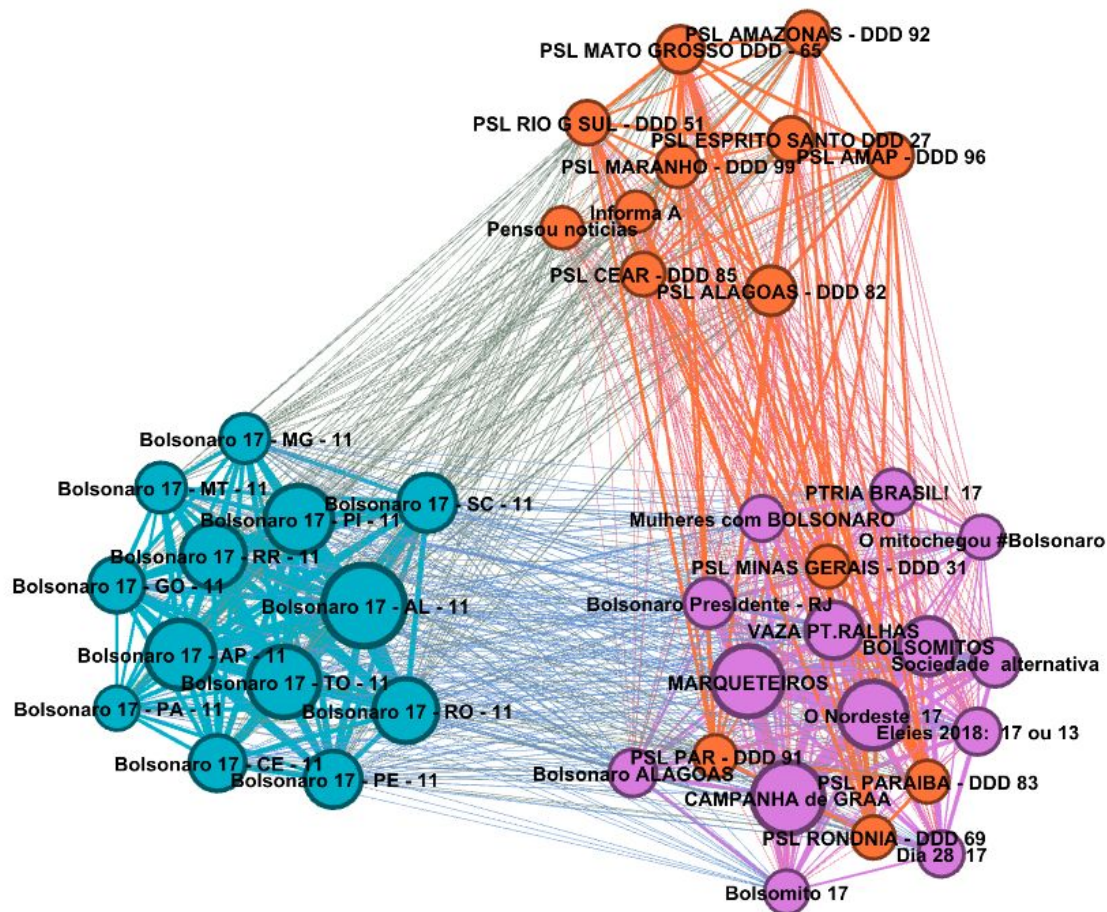 PSL AMAZONAS - DDD 92
PSL MATO GROSSO DDD - 65
PSL RIO G SUL - DDD 51
PSL ESPRITO SANTO DDD 27
PSL AMAP - DDD 96
PSL MARANHO - DDD 99
Informa A
Pensou noticias
PSL CEAR - DDD 85
PSL ALAGOAS - DDD 82
Bolsonaro 17 - MG - 11
Bolsonaro 17 - MT - 11
Bolsonaro 17 - SC - 11
Bolsonaro 17 - PI - 11
Bolsonaro 17 - RR - 11
Bolsonaro 17 - GO - 11
Bolsonaro 17 - AL - 11
Bolsonaro 17 - AP - 11
Bolsonaro 17 - TO - 11
Bolsonaro 17 - PA - 11
Bolsonaro 17 - RO - 11
Bolsonaro 17 - CE - 11
Bolsonaro 17 - PE - 11
PTRIA BRASIL! 17
Mulheres com BOLSONARO
O mitochegou #Bolsonaro
PSL MINAS GERAIS - DDD 31
Bolsonaro Presidente - RJ
VAZA PT.RALHAS
BOLSOMITOS
Sociedade alternativa
MARQUETEIROS
O Nordeste 17
Eleies 2018: 17 ou 13
PSL PAR - DDD 91
Bolsonaro ALAGOAS
PSL PARAIBA - DDD 83
CAMPANHA de GRAA
PSL RONDNIA - DDD 69
Dia 28 17
Bolsomito 17